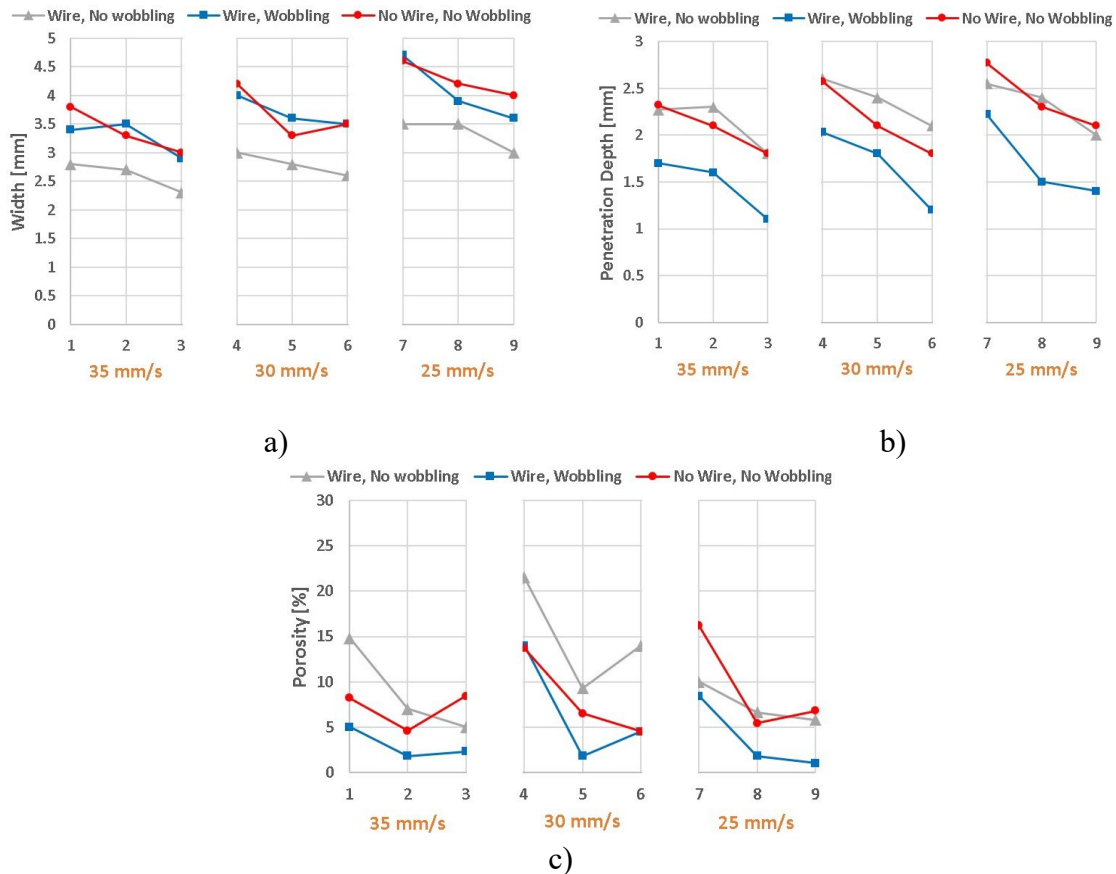 Wire, No wobbling Wire, Wobbling No Wire, No Wobbling
Width [mm]
5
4.5
4
3.5
3
2.5
2
1.5
1
0.5
0
1 2 3 4 5 6 7 8 9
35 mm/s 30 mm/s 25 mm/s
a)
Wire, No wobbling Wire, Wobbling No Wire, No Wobbling
Penetration Depth [mm]
3
2.5
2
1.5
1
0.5
0
1 2 3 4 5 6 7 8 9
35 mm/s 30 mm/s 25 mm/s
b)
Wire, No wobbling Wire, Wobbling No Wire, No Wobbling
Porosity [%]
30
25
20
15
10
5
0
1 2 3 4 5 6 7 8 9
35 mm/s 30 mm/s 25 mm/s
c)